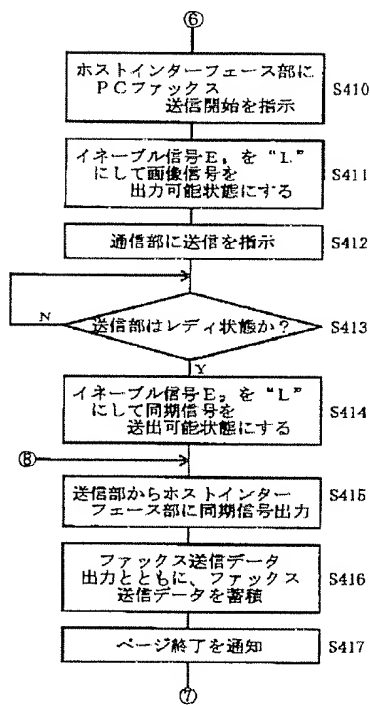 ⑥
ホストインターフェース部に
PCファックス
送信開始を指示
S410
イネーブル信号E₁を“L”
にして画像信号を
出力可能状態にする
S411
通信部に送信を指示
S412
N
送信部はレディ状態か?
S413
Y
イネーブル信号E₂を“L”
にして同期信号を
送出可能状態にする
S414
⑧
送信部からホストインター
フェース部に同期信号出力
S415
ファックス送信データ
出力とともに、ファックス
送信データを蓄積
S416
ページ終了を通知
S417
⑦